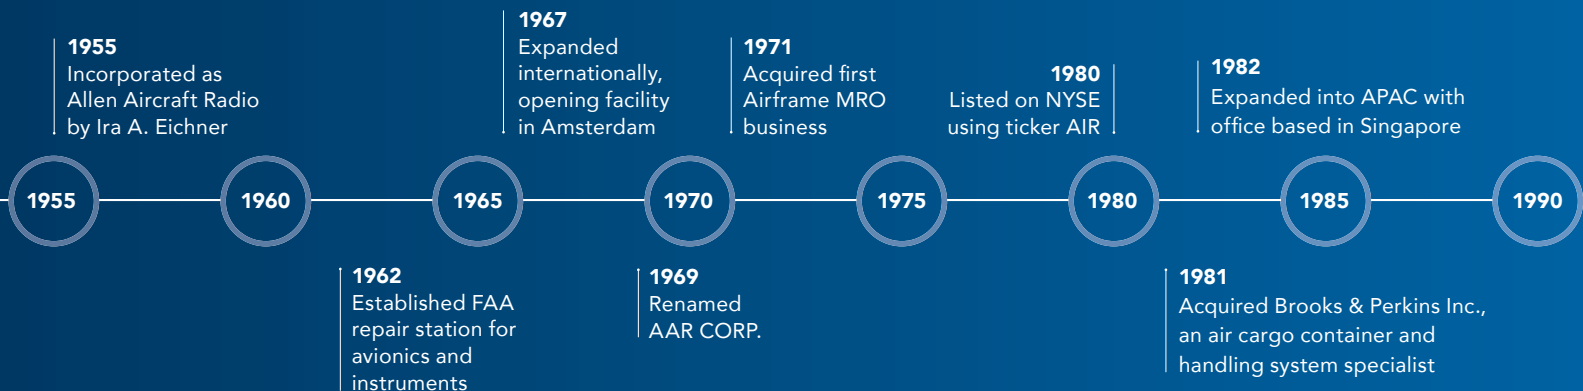 1955
Incorporated as
Allen Aircraft Radio
by Ira A. Eichner
1967
Expanded
internationally,
opening facility
in Amsterdam
1971
Acquired first
Airframe MRO
business
1980
Listed on NYSE
using ticker AIR
1982
Expanded into APAC with
office based in Singapore
1955
1960
1965
1970
1975
1980
1985
1990
1962
Established FAA
repair station for
avionics and
instruments
1969
Renamed
AAR CORP.
1981
Acquired Brooks & Perkins Inc.,
an air cargo container and
handling system specialist